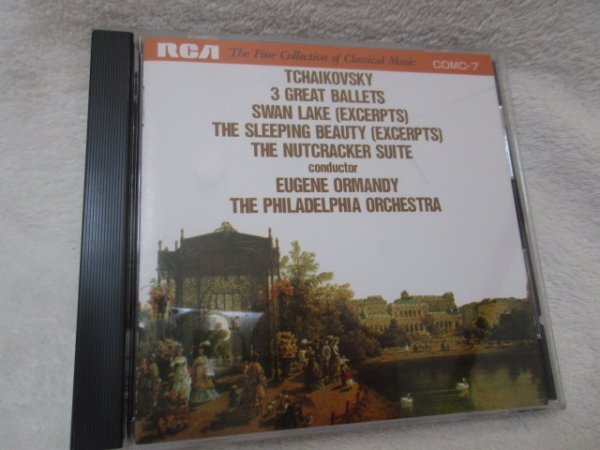 RCA The Fine Collection of Classical Music CDMC-7
TCHAIKOVSKY
3 GREAT BALLETS
SWAN LAKE (EXCERPTS)
THE SLEEPING BEAUTY (EXCERPTS)
THE NUTCRACKER SUITE
conductor
EUGENE ORMANDY
THE PHILADELPHIA ORCHESTRA